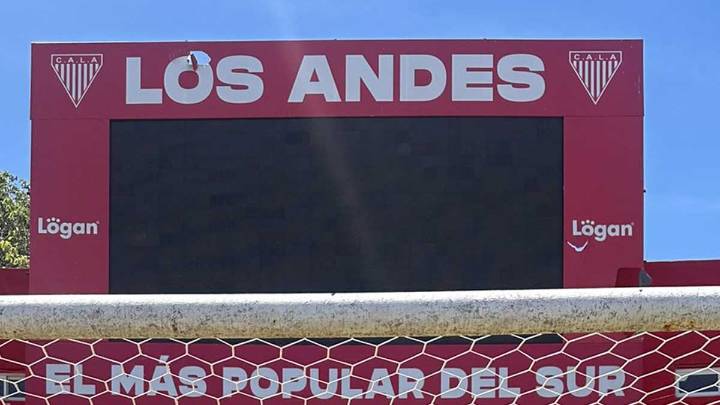 C.A.L.A LOS ANDES C.A.L.A
Lögan Lögan
EL MÁS POPULAR DEL SUR